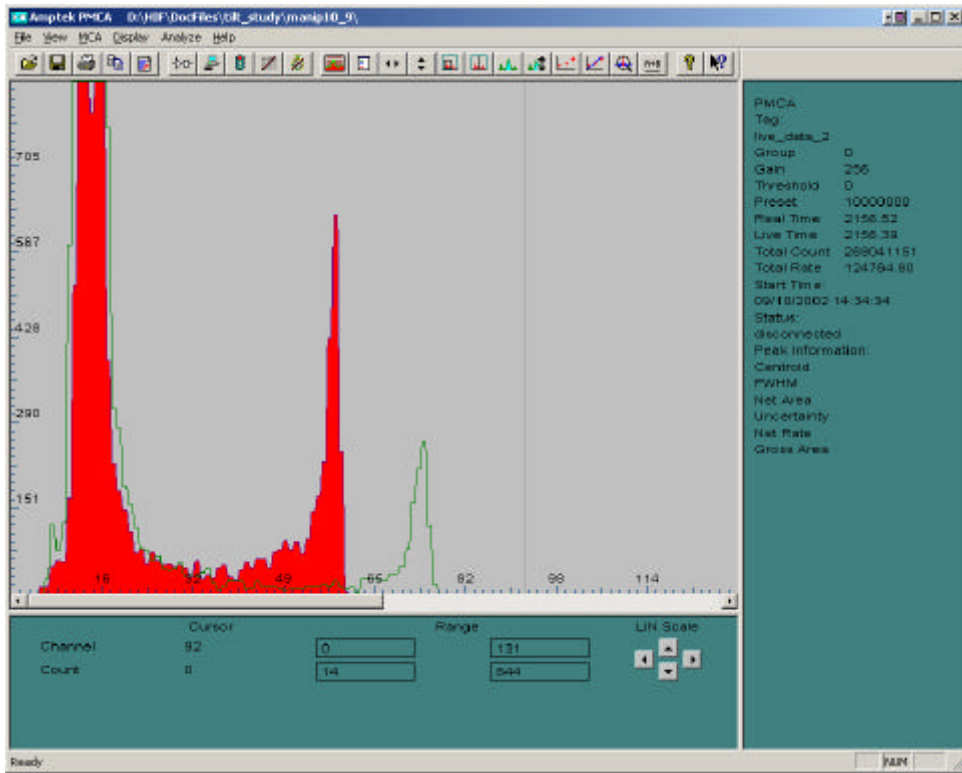 Amptek PMCA D:\HIF\DocFiles\tilt_study\manip10_9\
File View MCA Display Analyze Help
705
587
428
290
151
16 32 49 65 82 98 114
PMCA
Tag:
live_data_2
Group 0
Gain 256
Threshold 0
Preset 10000000
Real Time 2156.52
Live Time 2156.39
Total Count 269041151
Total Rate 124764.90
Start Time:
09/10/2002 14:34:34
Status:
disconnected
Peak Information:
Centroid
FWHM
Net Area
Uncertainty
Net Rate
Gross Area
Cursor Range LIN Scale
Channel 92 0 131
Count 0 14 844
Ready NUM